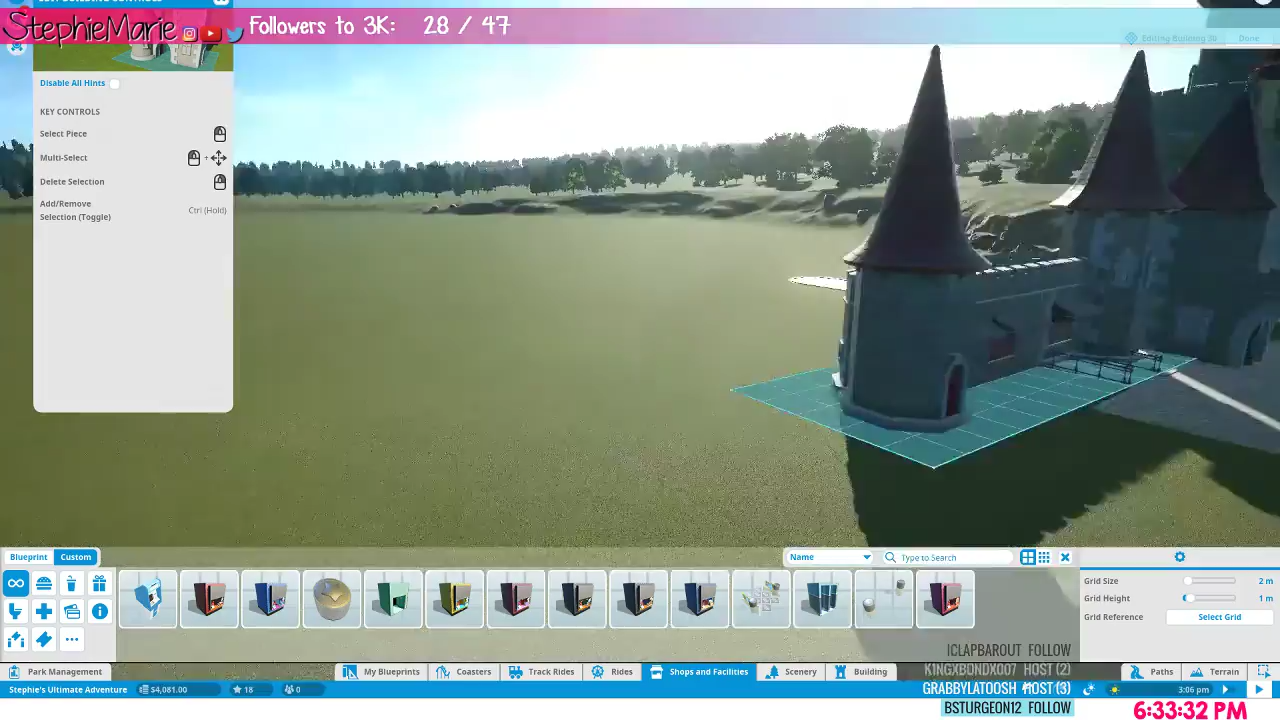 StephieMarie
Followers to 3K: 28 / 47
Editing Building 30
Done
Disable All Hints
KEY CONTROLS
Select Piece
Multi-Select
+
Delete Selection
Add/Remove
Selection (Toggle)
Ctrl (Hold)
Blueprint
Custom
Name
Type to Search
Grid Size
2 m
Grid Height
1 m
Grid Reference
Select Grid
ICLAPBAROUT FOLLOW
KINGXBONDX007 HOST (2)
GRABBYLATOOSH HOST (3)
BSTURGEON12 FOLLOW
Park Management
My Blueprints
Coasters
Track Rides
Rides
Shops and Facilities
Scenery
Building
Paths
Terrain
Stephie's Ultimate Adventure
$4,081.00
18
0
3:06 pm
6:33:32 PM